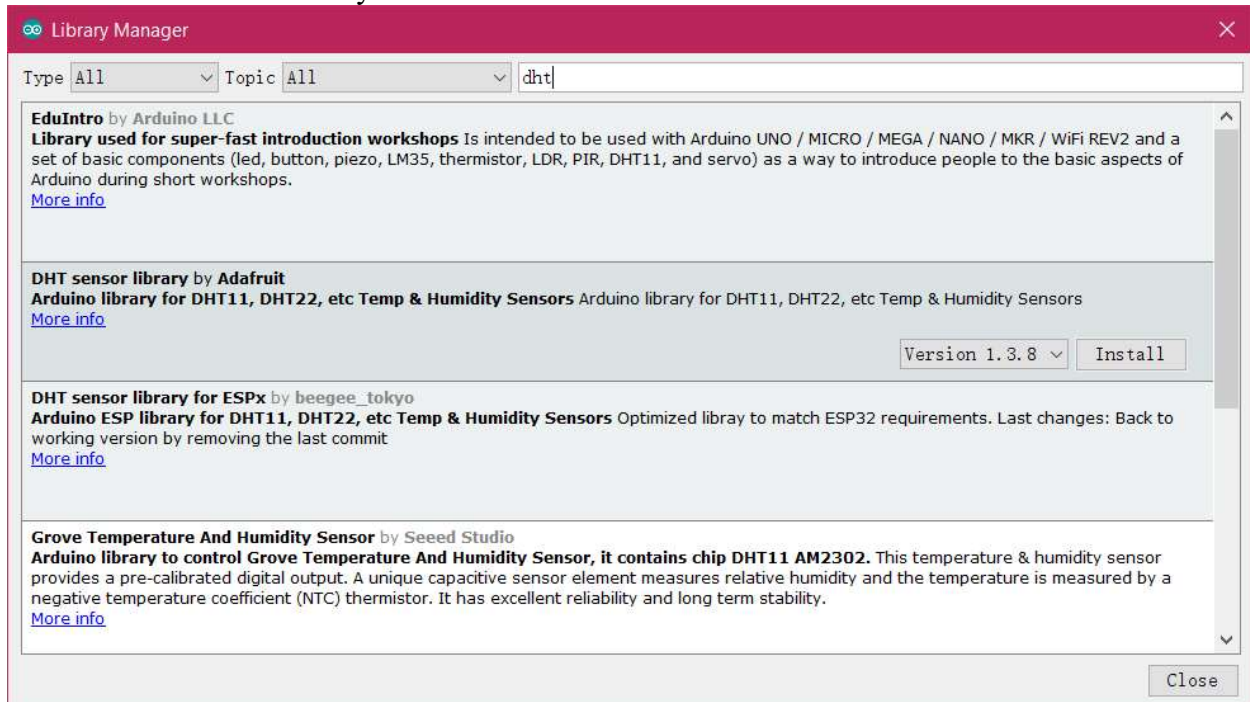 Library Manager
Type All Topic All dht
EduIntro by Arduino LLC
Library used for super-fast introduction workshops Is intended to be used with Arduino UNO / MICRO / MEGA / NANO / MKR / WiFi REV2 and a
set of basic components (led, button, piezo, LM35, thermistor, LDR, PIR, DHT11, and servo) as a way to introduce people to the basic aspects of
Arduino during short workshops.
More info
DHT sensor library by Adafruit
Arduino library for DHT11, DHT22, etc Temp & Humidity Sensors Arduino library for DHT11, DHT22, etc Temp & Humidity Sensors
More info
Version 1.3.8 Install
DHT sensor library for ESPx by beegee_tokyo
Arduino ESP library for DHT11, DHT22, etc Temp & Humidity Sensors Optimized libray to match ESP32 requirements. Last changes: Back to
working version by removing the last commit
More info
Grove Temperature And Humidity Sensor by Seeed Studio
Arduino library to control Grove Temperature And Humidity Sensor, it contains chip DHT11 AM2302. This temperature & humidity sensor
provides a pre-calibrated digital output. A unique capacitive sensor element measures relative humidity and the temperature is measured by a
negative temperature coefficient (NTC) thermistor. It has excellent reliability and long term stability.
More info
Close